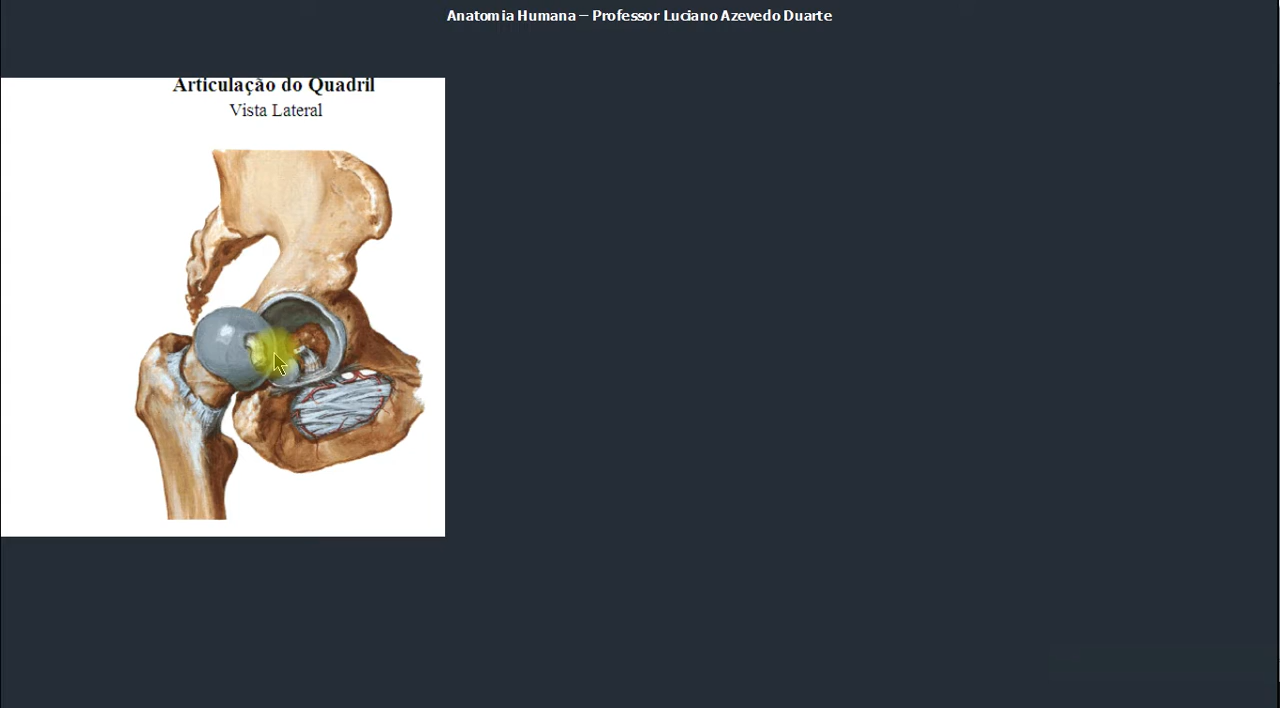 Anatomia Humana – Professor Luciano Azevedo Duarte
Articulação do Quadril
Vista Lateral